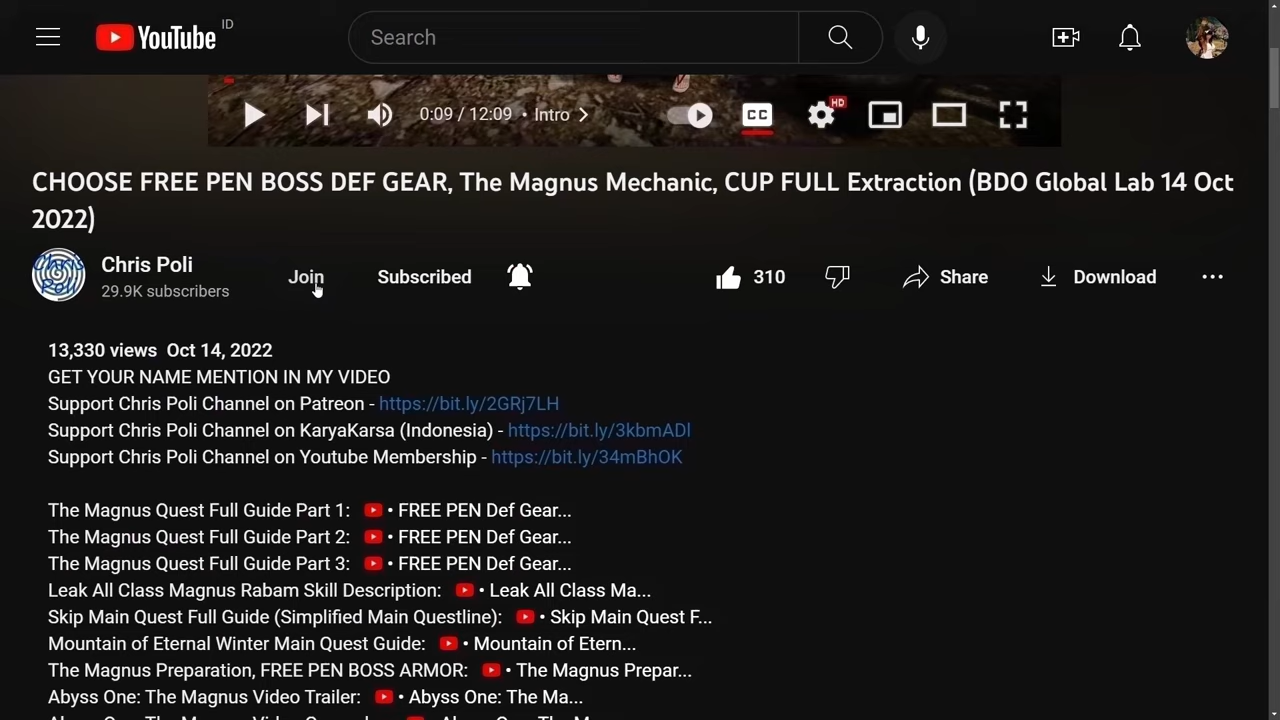 YouTube ID
Search
0:09 / 12:09 • Intro
CC
HD
CHOOSE FREE PEN BOSS DEF GEAR, The Magnus Mechanic, CUP FULL Extraction (BDO Global Lab 14 Oct
2022)
Chris Poli
Chris Poli
29.9K subscribers
Join
Subscribed
310
Share
Download
13,330 views Oct 14, 2022
GET YOUR NAME MENTION IN MY VIDEO
Support Chris Poli Channel on Patreon - https://bit.ly/2GRj7LH
Support Chris Poli Channel on KaryaKarsa (Indonesia) - https://bit.ly/3kbmADl
Support Chris Poli Channel on Youtube Membership - https://bit.ly/34mBhOK
The Magnus Quest Full Guide Part 1: • FREE PEN Def Gear...
The Magnus Quest Full Guide Part 2: • FREE PEN Def Gear...
The Magnus Quest Full Guide Part 3: • FREE PEN Def Gear...
Leak All Class Magnus Rabam Skill Description: • Leak All Class Ma...
Skip Main Quest Full Guide (Simplified Main Questline): • Skip Main Quest F...
Mountain of Eternal Winter Main Quest Guide: • Mountain of Etern...
The Magnus Preparation, FREE PEN BOSS ARMOR: • The Magnus Prepar...
Abyss One: The Magnus Video Trailer: • Abyss One: The Ma...